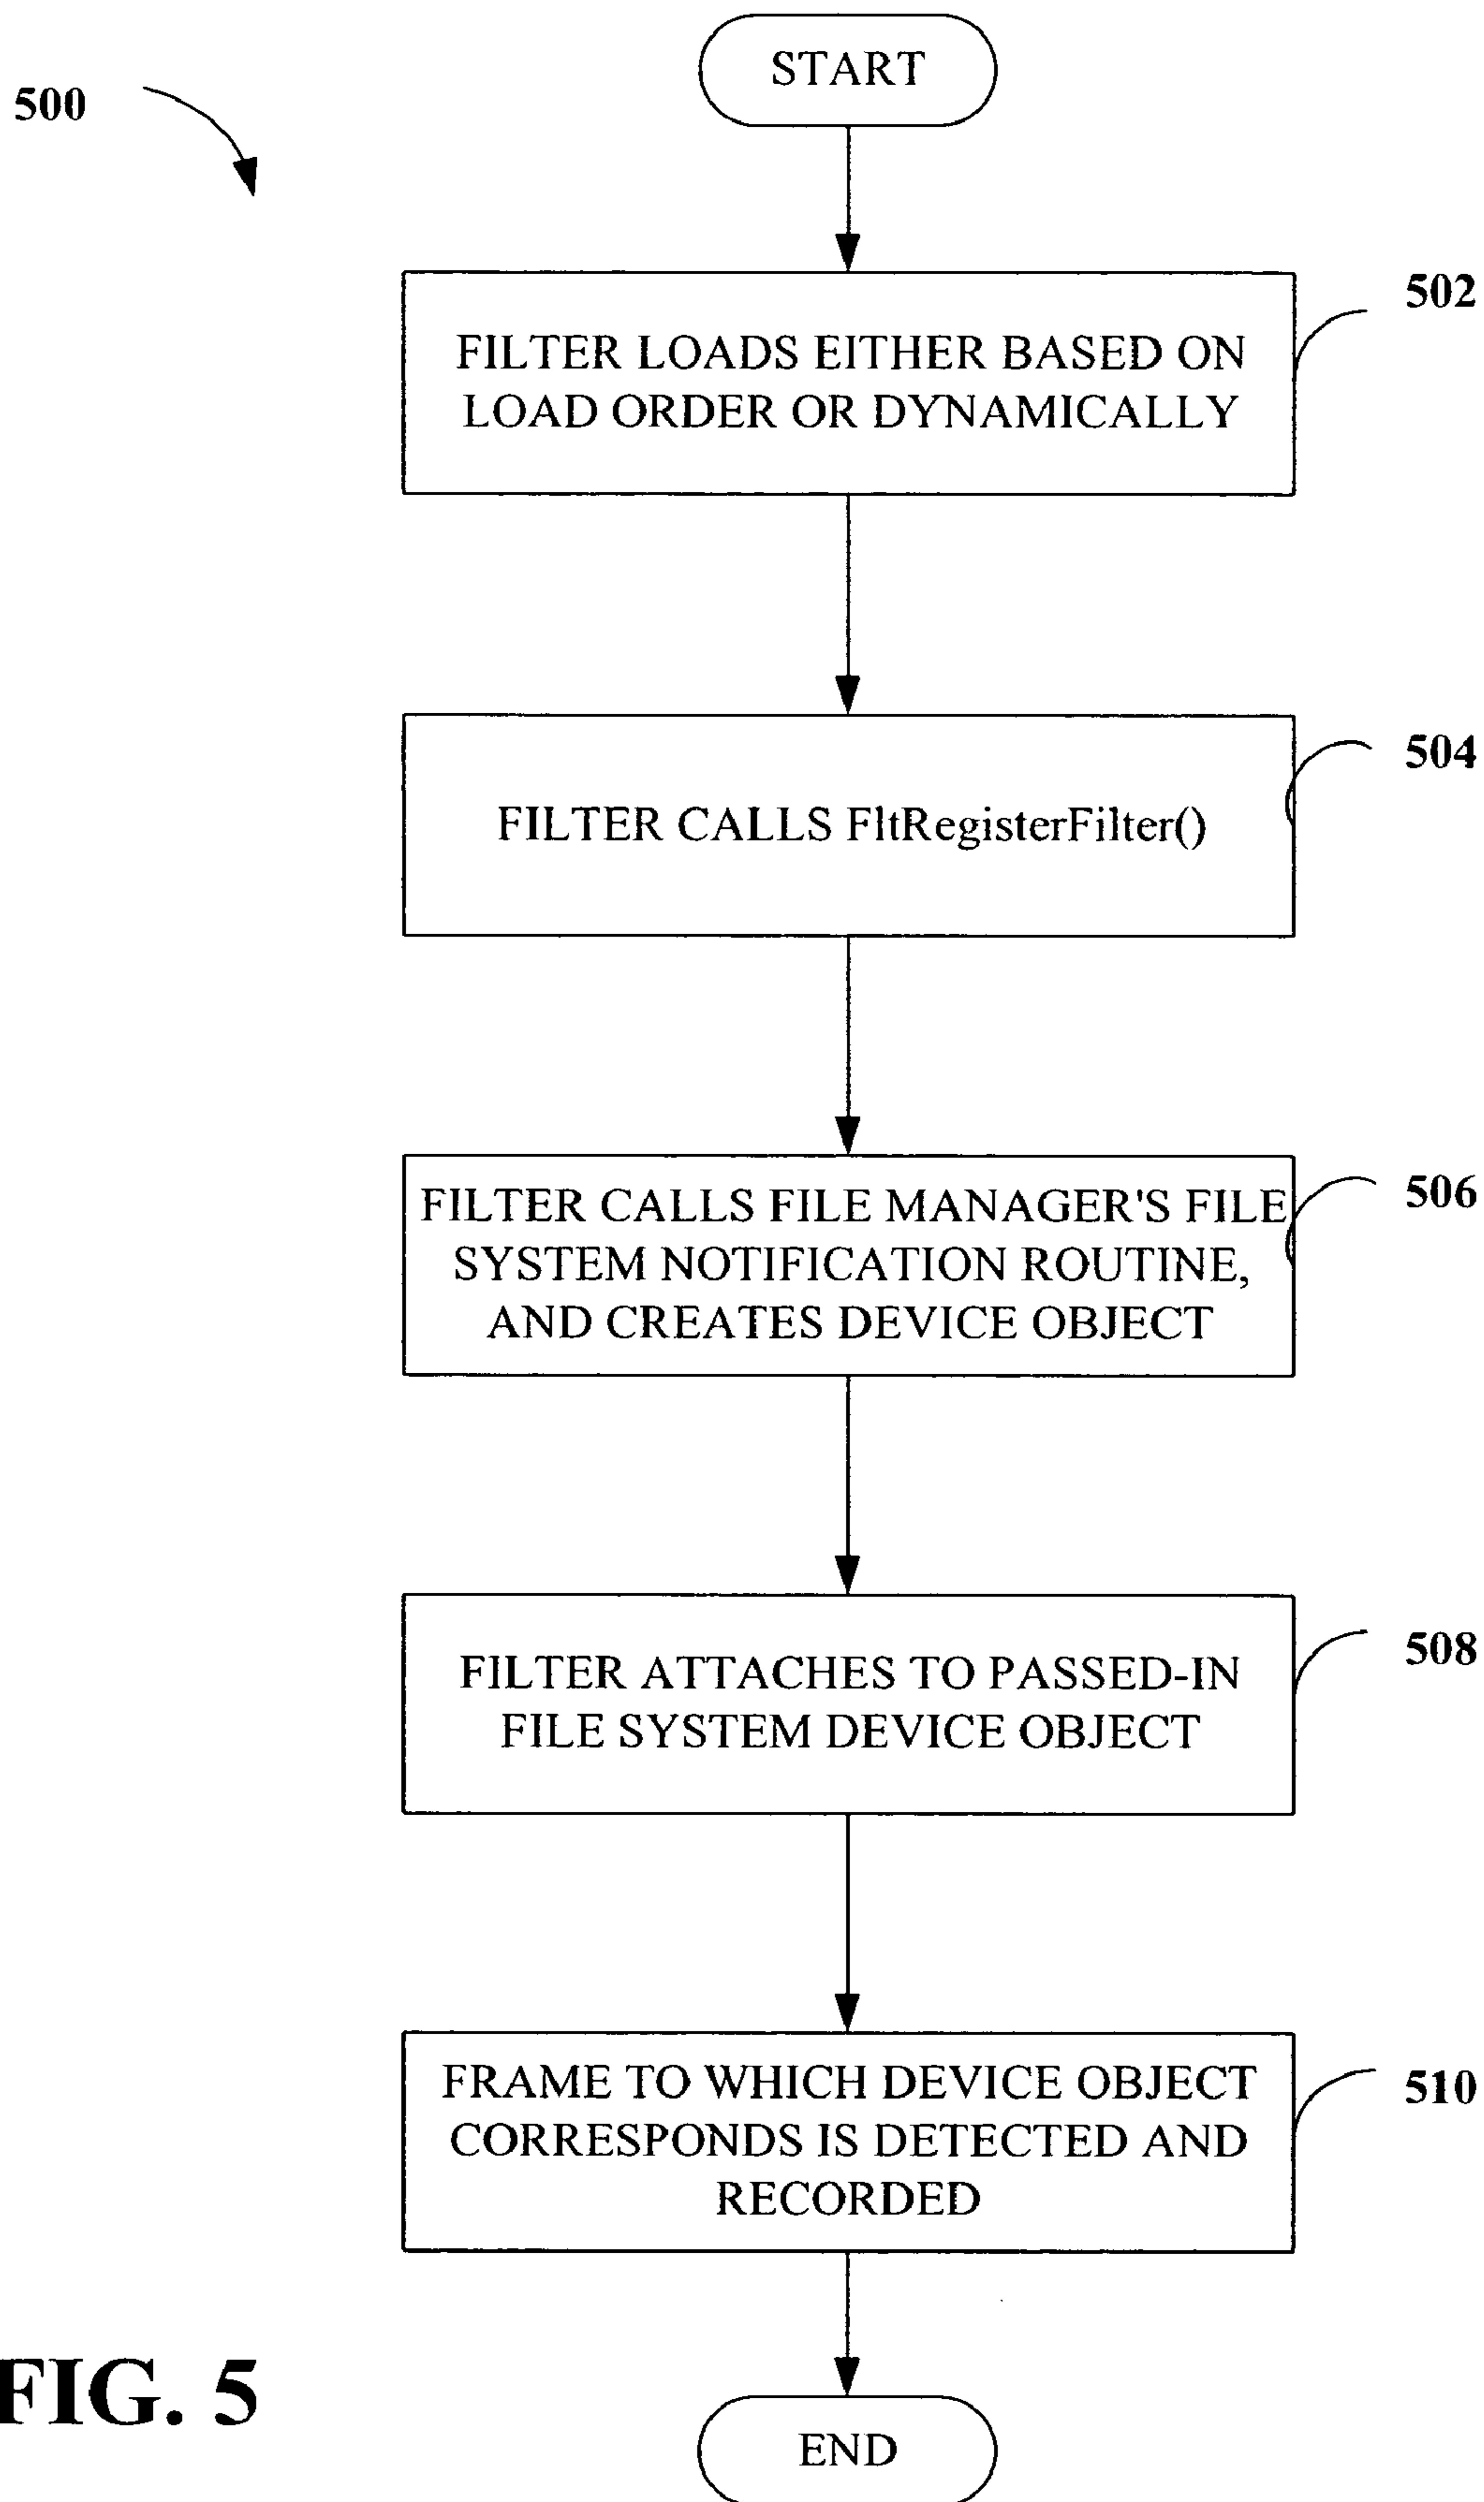 START
500
502
FILTER LOADS EITHER BASED ON
LOAD ORDER OR DYNAMICALLY
504
FILTER CALLS FltRegisterFilter()
506
FILTER CALLS FILE MANAGER'S FILE
SYSTEM NOTIFICATION ROUTINE,
AND CREATES DEVICE OBJECT
508
FILTER ATTACHES TO PASSED-IN
FILE SYSTEM DEVICE OBJECT
510
FRAME TO WHICH DEVICE OBJECT
CORRESPONDS IS DETECTED AND
RECORDED
FIG. 5
END